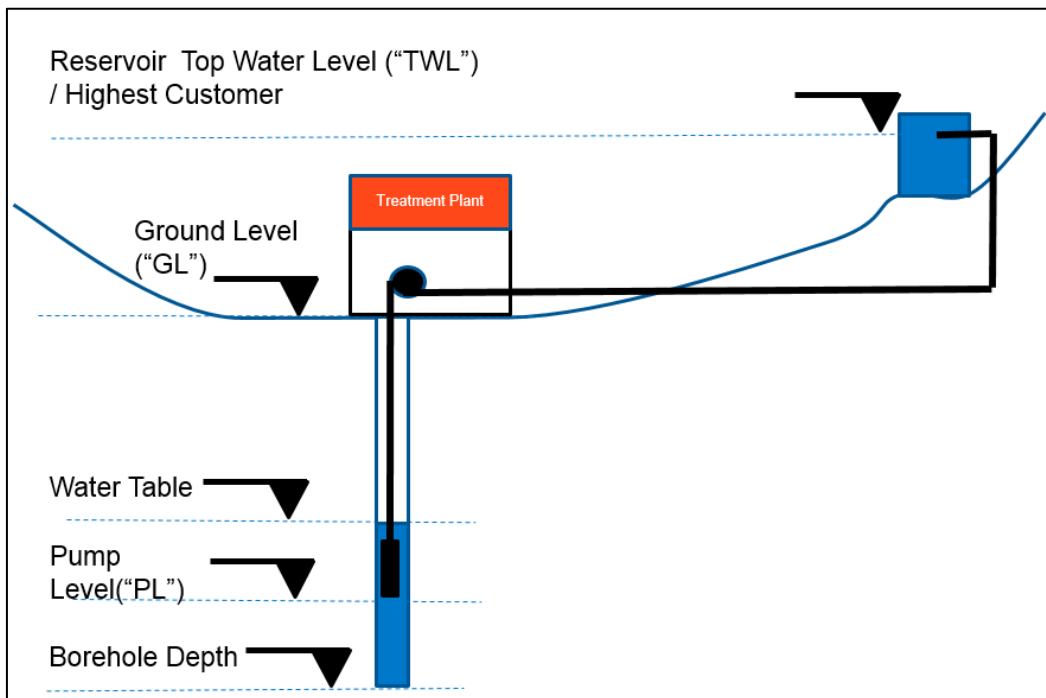 Reservoir Top Water Level (“TWL”)
/ Highest Customer
Treatment Plant
Ground Level
(“GL”)
Water Table
Pump
Level(“PL”)
Borehole Depth